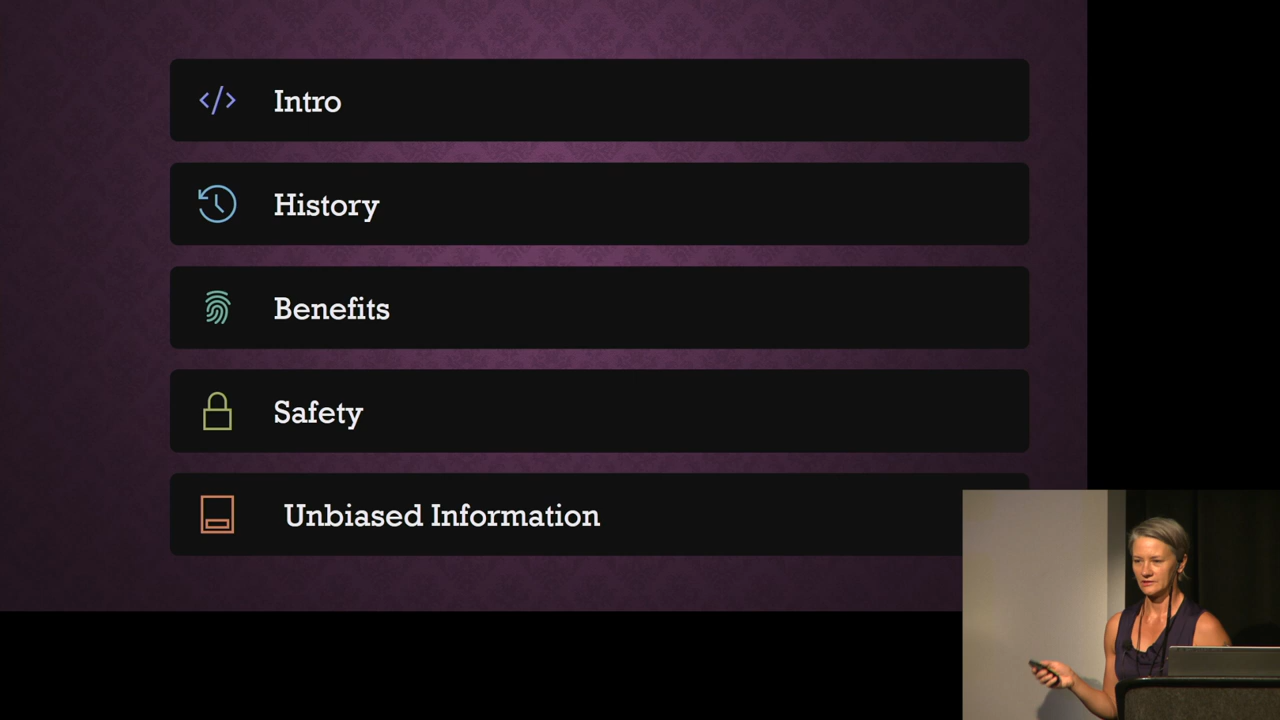 Intro
History
Benefits
Safety
Unbiased Information